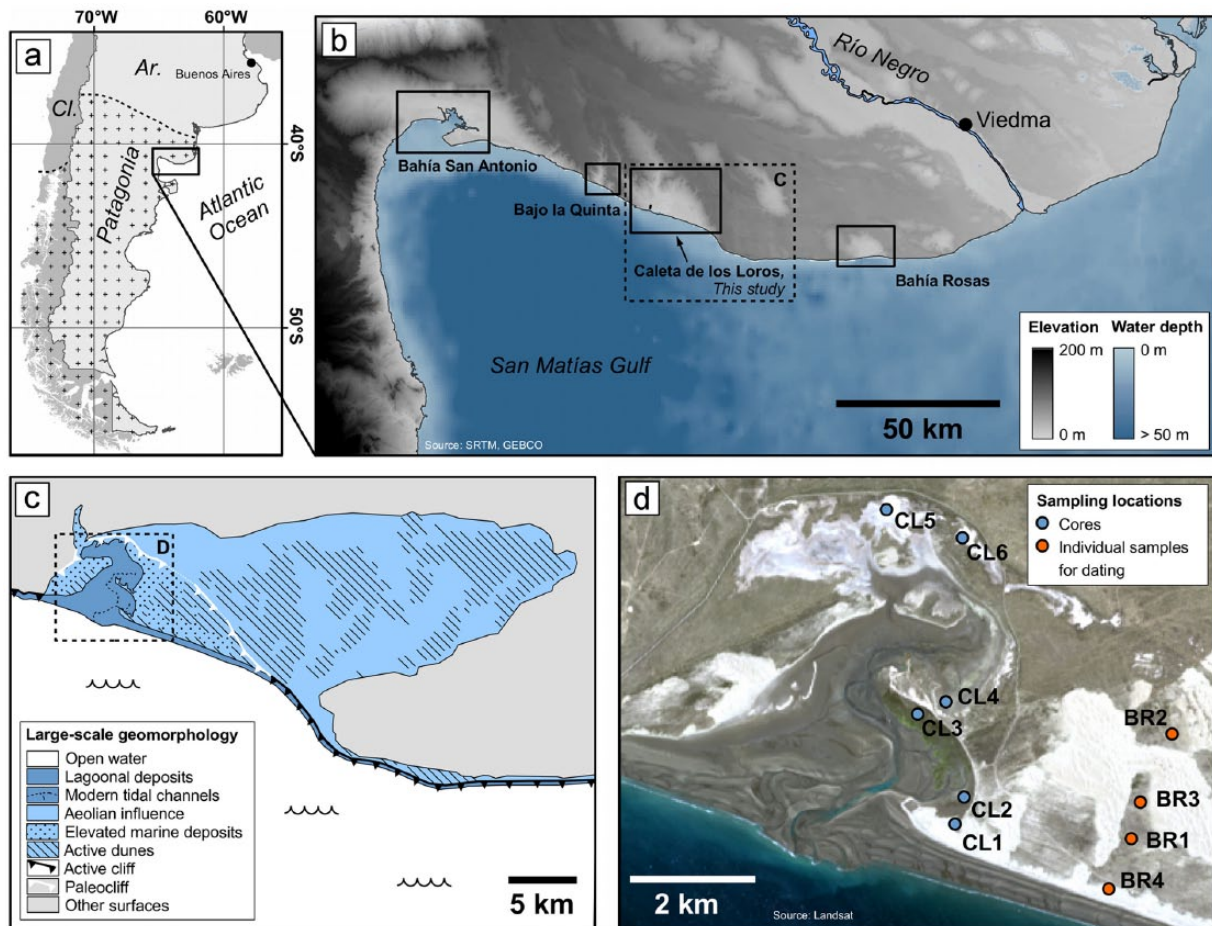 70°W
60°W
a
Buenos Aires
Ar.
Cl.
40°S
Patagonia
Atlantic
Ocean
50°S
b
Río Negro
Viedma
Bahía San Antonio
C
Bajo la Quinta
Caleta de los Loros,
This study
Bahía Rosas
San Matías Gulf
50 km
Source: SRTM, GEBCO
Elevation
200 m
0 m
Water depth
0 m
> 50 m
c
D
Large-scale geomorphology
Open water
Lagoonal deposits
Modern tidal channels
Aeolian influence
Elevated marine deposits
Active dunes
Active cliff
Paleocliff
Other surfaces
5 km
d
Sampling locations
Cores
Individual samples
for dating
CL5
CL6
CL4
CL3
CL2
CL1
BR2
BR3
BR1
BR4
2 km
Source: Landsat